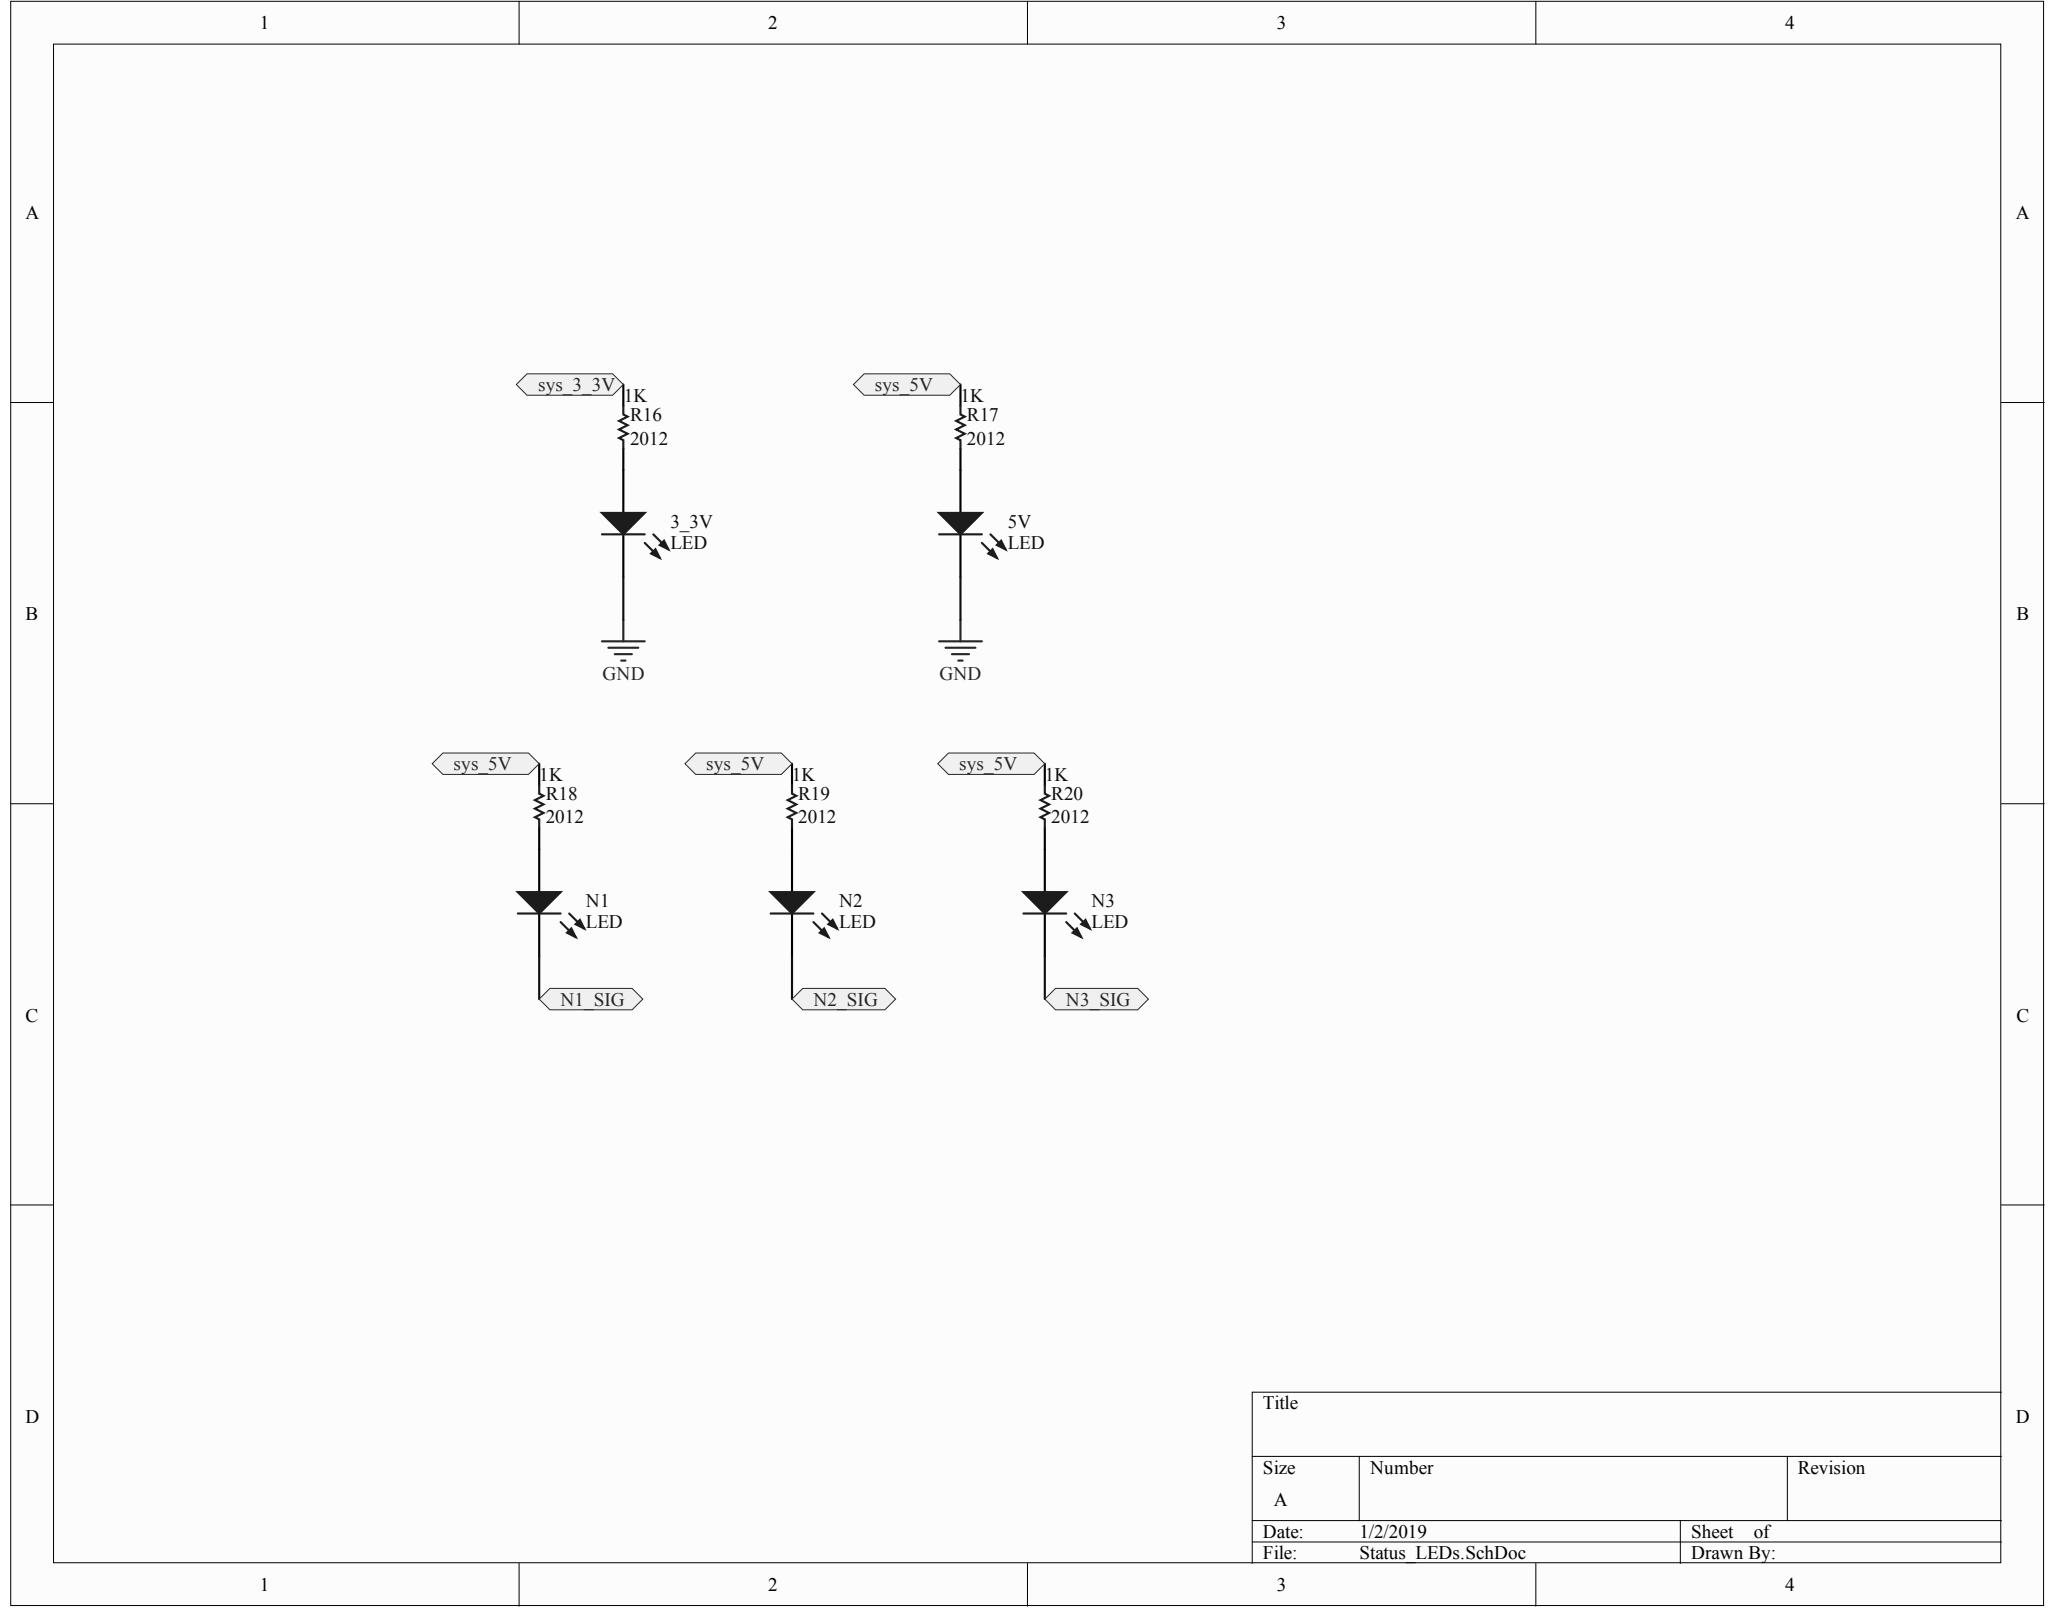 1 2 3 4
A A
sys_3_3V
1K
R16
2012
3_3V
LED
GND
sys_5V
1K
R17
2012
5V
LED
GND
B B
sys_5V
1K
R18
2012
N1
LED
N1_SIG
sys_5V
1K
R19
2012
N2
LED
N2_SIG
sys_5V
1K
R20
2012
N3
LED
N3_SIG
C C
D D
Title
Size Number Revision
A
Date: 1/2/2019 Sheet of
File: Status_LEDs.SchDoc Drawn By:
1 2 3 4